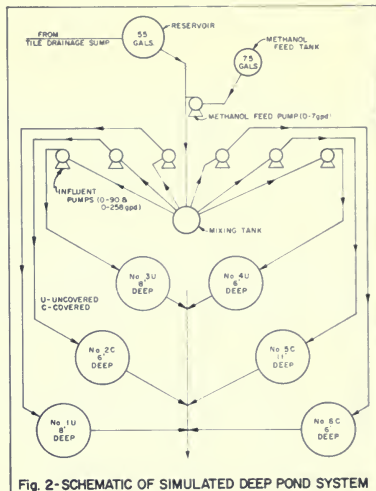 FROM
TILE DRAINAGE SUMP
55
GALS.
RESERVOIR
75
GALS
METHANOL
FEED TANK
METHANOL FEED PUMP (0-7gpd)
INFLUENT
PUMPS (0-90 &
0-258 gpd)
MIXING TANK
No 3U
8'
DEEP
No 4U
6'
DEEP
U-UNCOVERED
C-COVERED
No 2C
6'
DEEP
No 5C
11'
DEEP
No 1U
8'
DEEP
No 6C
6'
DEEP
Fig. 2-SCHEMATIC OF SIMULATED DEEP POND SYSTEM